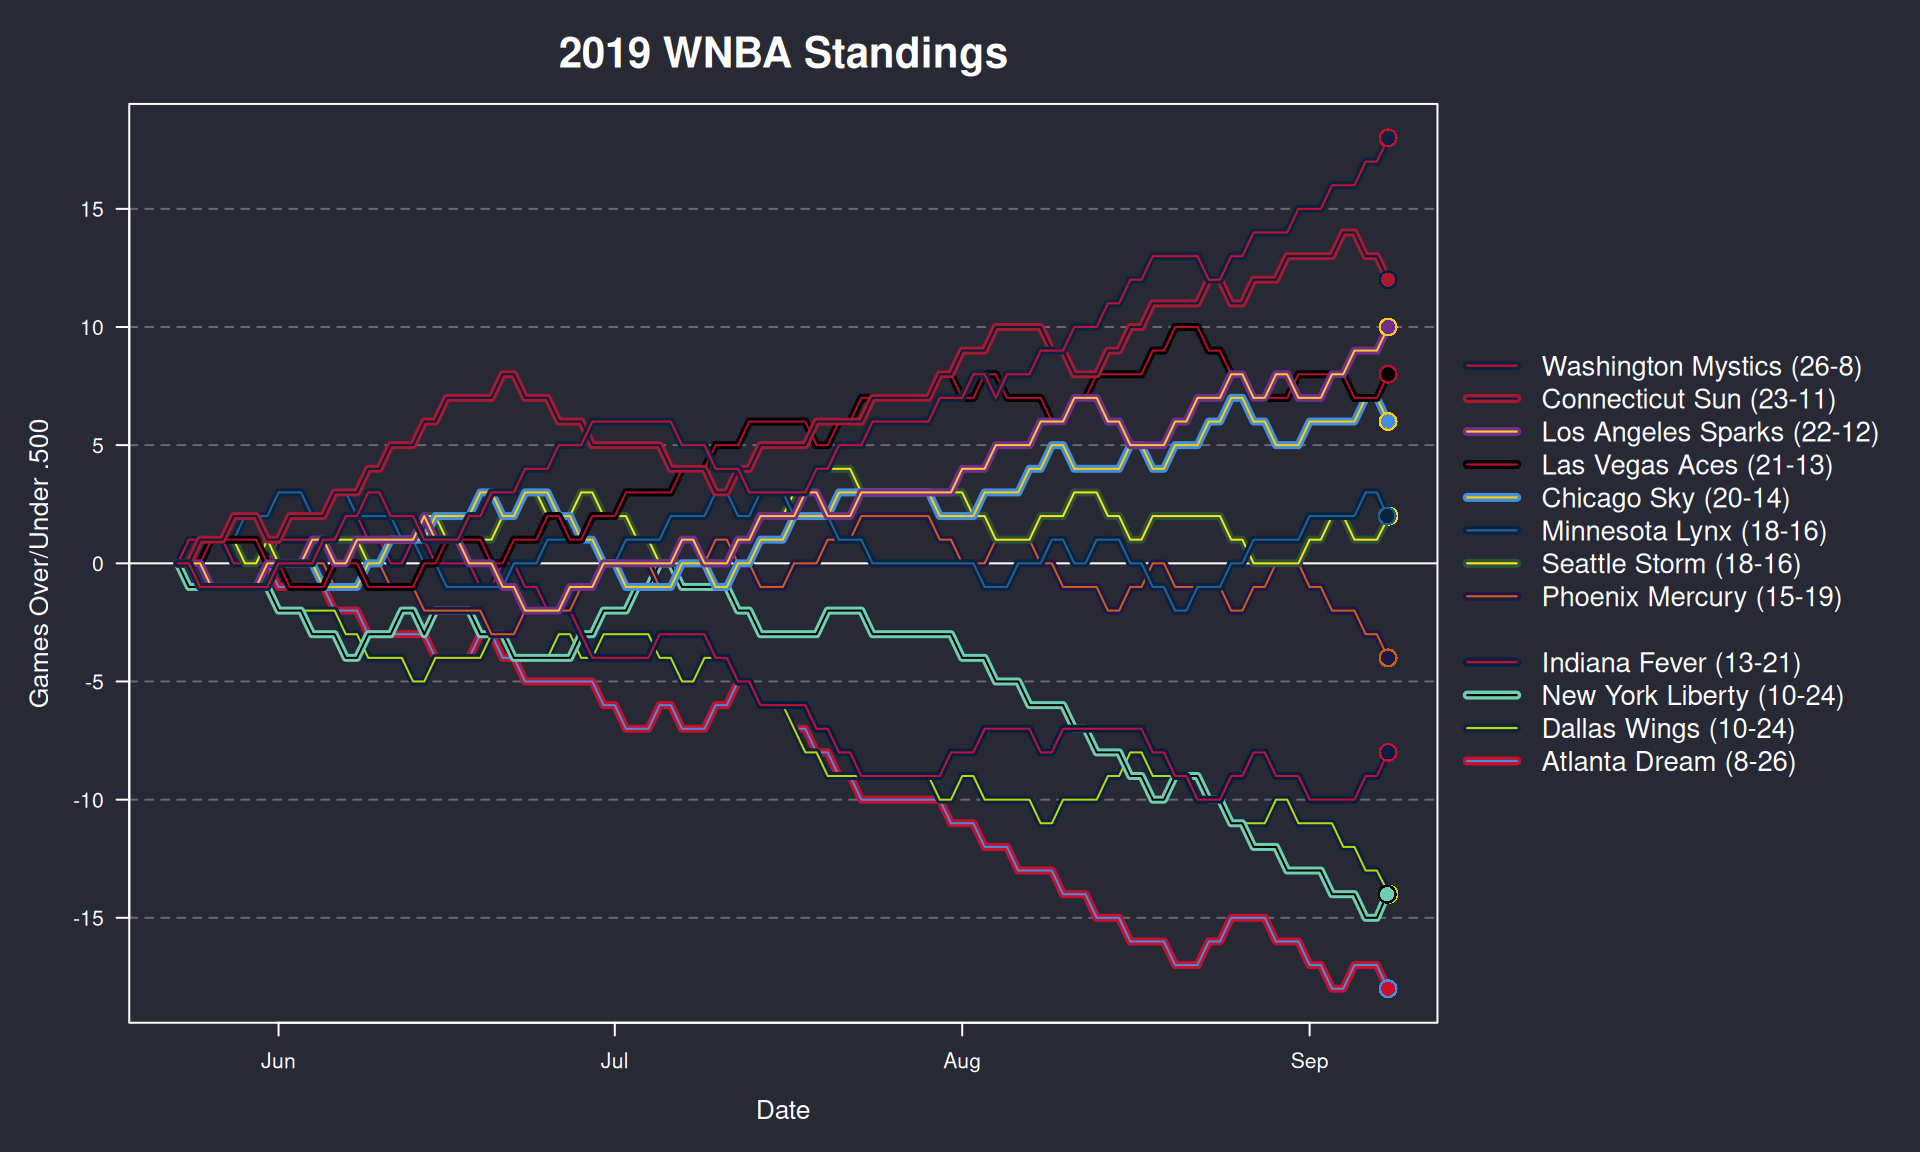 2019 WNBA Standings
Games Over/Under .500
15
10
5
0
-5
-10
-15
Jun
Jul
Aug
Sep
Date
Washington Mystics (26-8)
Connecticut Sun (23-11)
Los Angeles Sparks (22-12)
Las Vegas Aces (21-13)
Chicago Sky (20-14)
Minnesota Lynx (18-16)
Seattle Storm (18-16)
Phoenix Mercury (15-19)
Indiana Fever (13-21)
New York Liberty (10-24)
Dallas Wings (10-24)
Atlanta Dream (8-26)